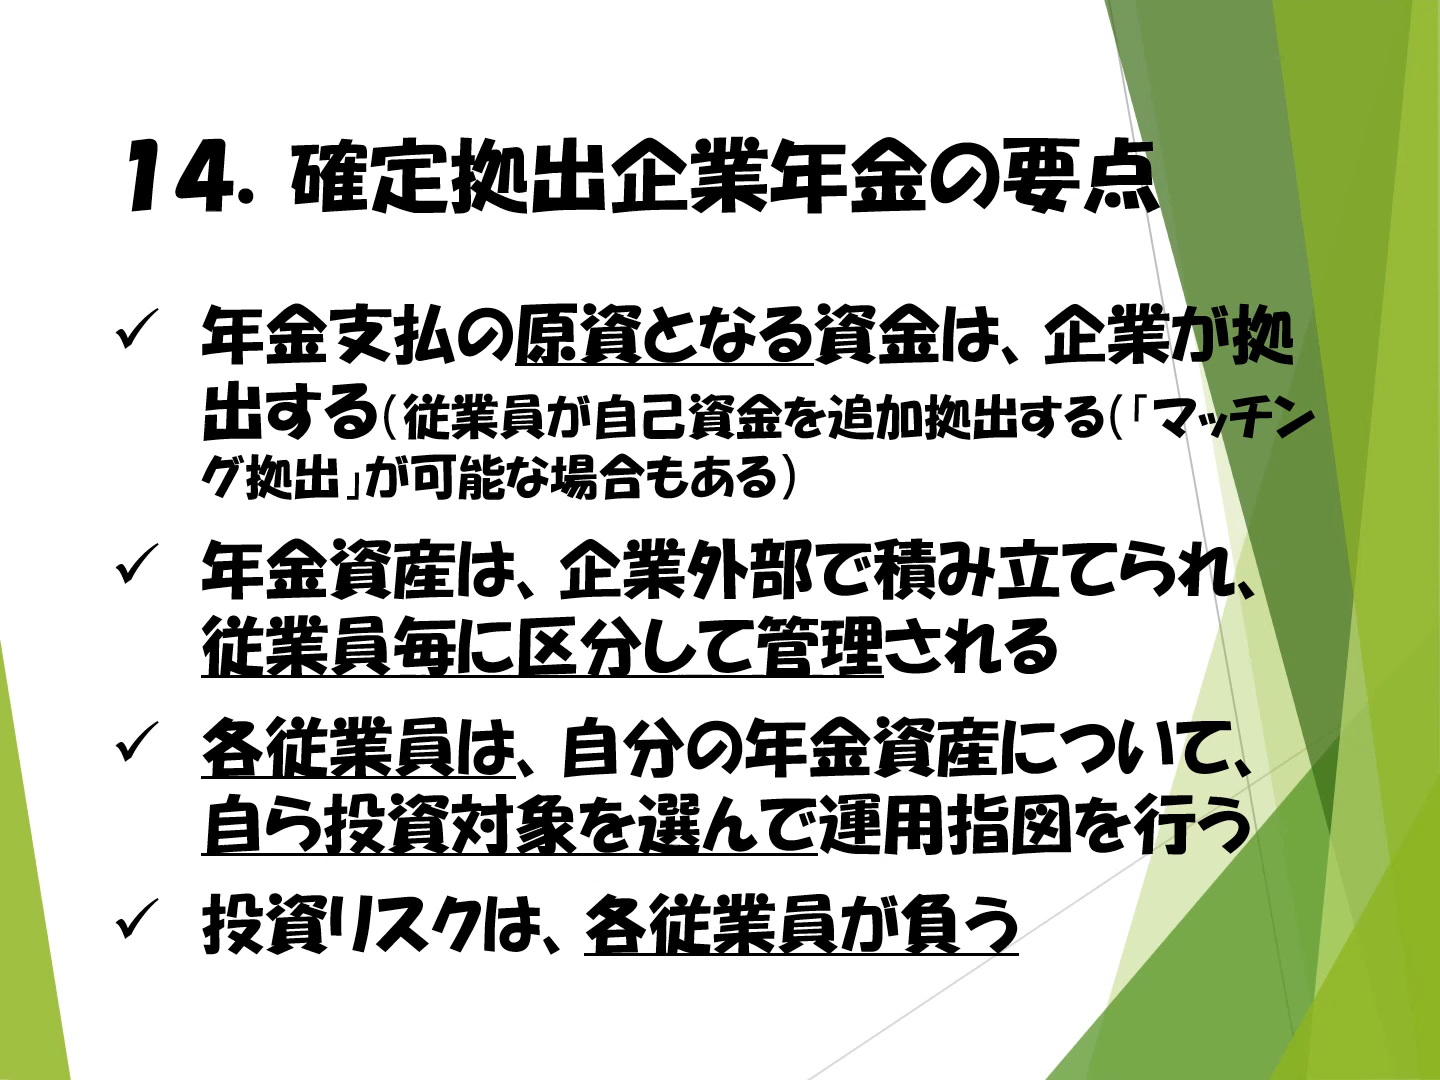 14. 確定拠出企業年金の要点
✓ 年金支払の原資となる資金は、企業が拠
出する(従業員が自己資金を追加拠出する(「マッチン
グ拠出」が可能な場合もある)
✓ 年金資産は、企業外部で積み立てられ、
従業員毎に区分して管理される
✓ 各従業員は、自分の年金資産について、
自ら投資対象を選んで運用指図を行う
✓ 投資リスクは、各従業員が負う